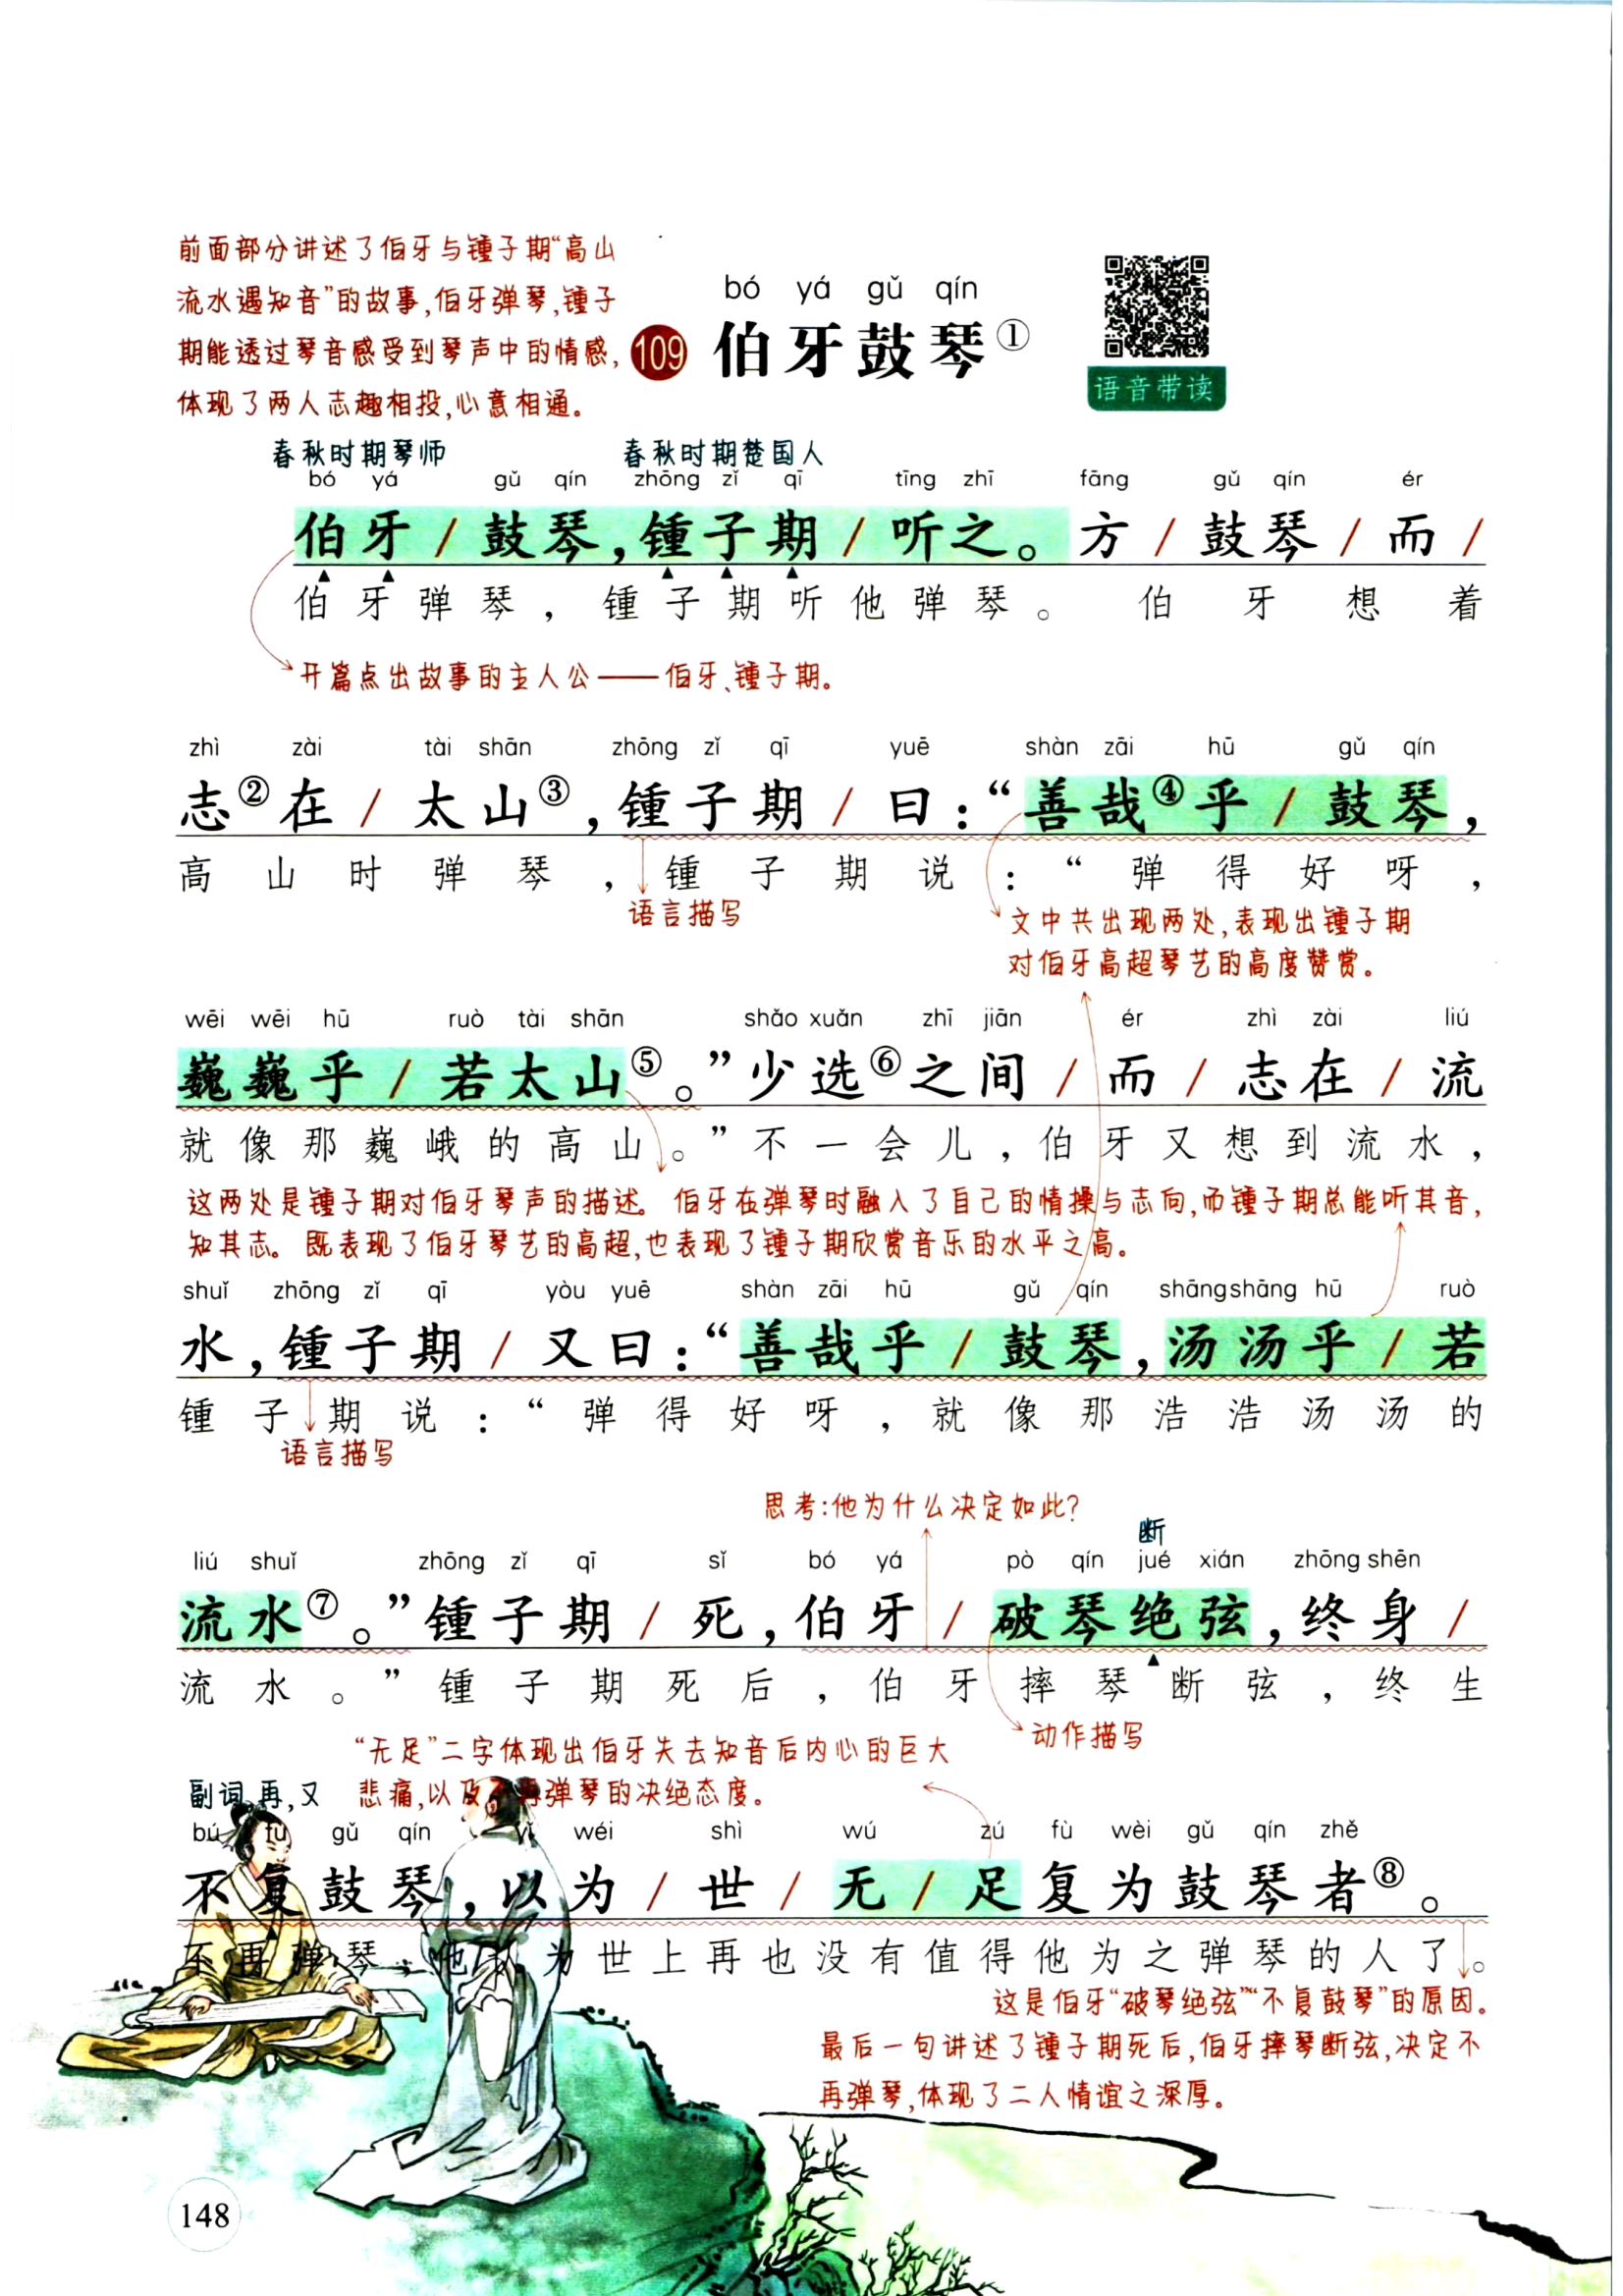 前面部分讲述了伯牙与锺子期“高山
流水遇知音”的故事,伯牙弹琴,锺子
期能透过琴音感受到琴声中的情感,
体现了两人志趣相投,心意相通。
bó yá gǔ qín
109 伯牙鼓琴①
语音带读
春秋时期琴师 春秋时期楚国人
bó yá gǔ qín zhōng zǐ qī tīng zhī fāng gǔ qín ér
伯牙/鼓琴,锺子期/听之。方/鼓琴/而/
伯牙弹琴,锺子期听他弹琴。伯牙想着
开篇点出故事的主人公——伯牙、锺子期。
zhì zài tài shān zhōng zǐ qī yuē shàn zāi hū gǔ qín
志②在/太山③,锺子期/曰:“善哉④乎/鼓琴,
高山时弹琴,锺子期说:“弹得好呀,
语言描写
文中共出现两处,表现出锺子期
对伯牙高超琴艺的高度赞赏。
wēi wēi hū ruò tài shān shǎo xuǎn zhī jiān ér zhì zài liú
巍巍乎/若太山⑤。”少选⑥之间/而/志在/流
就像那巍峨的高山。”不一会儿,伯牙又想到流水,
这两处是锺子期对伯牙琴声的描述。伯牙在弹琴时融入了自己的情操与志向,而锺子期总能听其音,
知其志。既表现了伯牙琴艺的高超,也表现了锺子期欣赏音乐的水平之高。
shuǐ zhōng zǐ qī yòu yuē shàn zāi hū gǔ qín shāng shāng hū ruò
水,锺子期/又曰:“善哉乎/鼓琴,汤汤乎/若
锺子期说:“弹得好呀,就像那浩浩汤汤的
语言描写
思考:他为什么决定如此?
断
liú shuǐ zhōng zǐ qī sǐ bó yá pò qín jué xián zhōng shēn
流水⑦。”锺子期/死,伯牙/破琴绝弦,终身/
流水。”锺子期死后,伯牙摔琴断弦,终生
动作描写
“无足”二字体现出伯牙失去知音后内心的巨大
悲痛,以及不再弹琴的决绝态度。
副词,再,又
bú fù gǔ qín yǐ wéi shì wú zú fù wèi gǔ qín zhě
不复鼓琴,以为/世/无/足复为鼓琴者⑧。
不再弹琴,他认为世上再也没有值得他为之弹琴的人了。
这是伯牙“破琴绝弦”“不复鼓琴”的原因。
最后一句讲述了锺子期死后,伯牙摔琴断弦,决定不
再弹琴,体现了二人情谊之深厚。
148